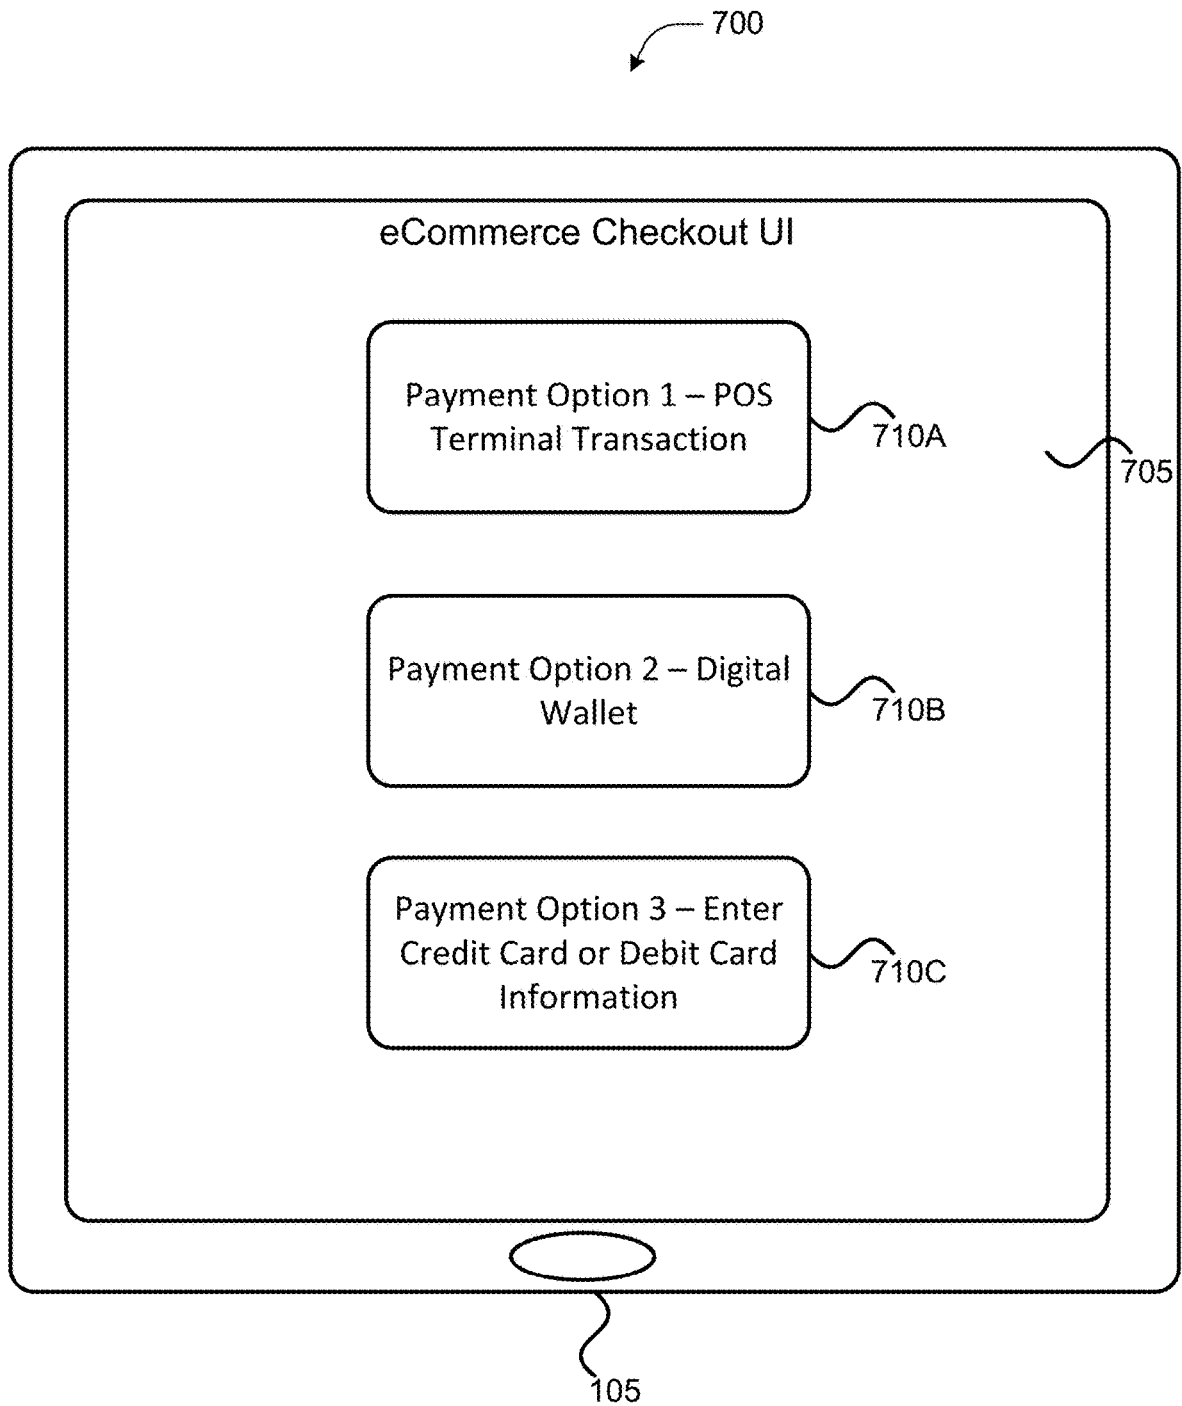 700
eCommerce Checkout UI
Payment Option 1 – POS
Terminal Transaction
710A
705
Payment Option 2 – Digital
Wallet
710B
Payment Option 3 – Enter
Credit Card or Debit Card
Information
710C
105